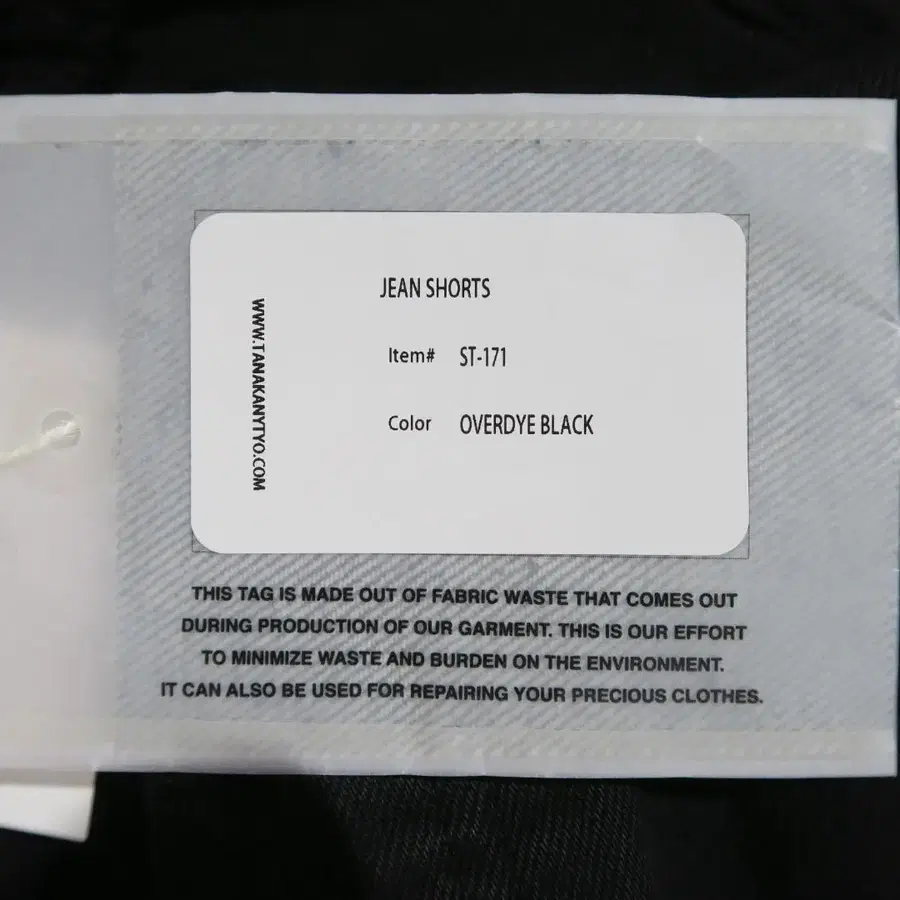 JEAN SHORTS
WWW.TANAKANYTYO.COM
Item# ST-171
Color OVERDYE BLACK
THIS TAG IS MADE OUT OF FABRIC WASTE THAT COMES OUT
DURING PRODUCTION OF OUR GARMENT. THIS IS OUR EFFORT
TO MINIMIZE WASTE AND BURDEN ON THE ENVIRONMENT.
IT CAN ALSO BE USED FOR REPAIRING YOUR PRECIOUS CLOTHES.